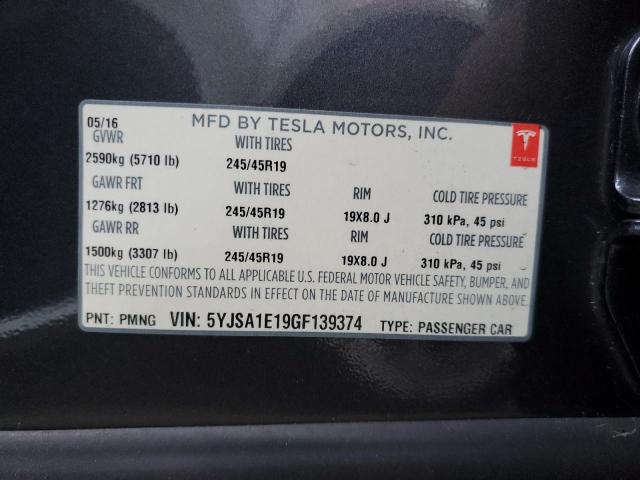 05/16 MFD BY TESLA MOTORS, INC.
GVWR WITH TIRES
2590kg (5710 lb) 245/45R19
TESLA
GAWR FRT WITH TIRES RIM COLD TIRE PRESSURE
1276kg (2813 lb) 245/45R19 19X8.0 J 310 kPa, 45 psi
GAWR RR WITH TIRES RIM COLD TIRE PRESSURE
1500kg (3307 lb) 245/45R19 19X8.0 J 310 kPa, 45 psi
THIS VEHICLE CONFORMS TO ALL APPLICABLE U.S. FEDERAL MOTOR VEHICLE SAFETY, BUMPER, AND
THEFT PREVENTION STANDARDS IN EFFECT ON THE DATE OF MANUFACTURE SHOWN ABOVE.
PNT: PMNG VIN: 5YJSA1E19GF139374 TYPE: PASSENGER CAR